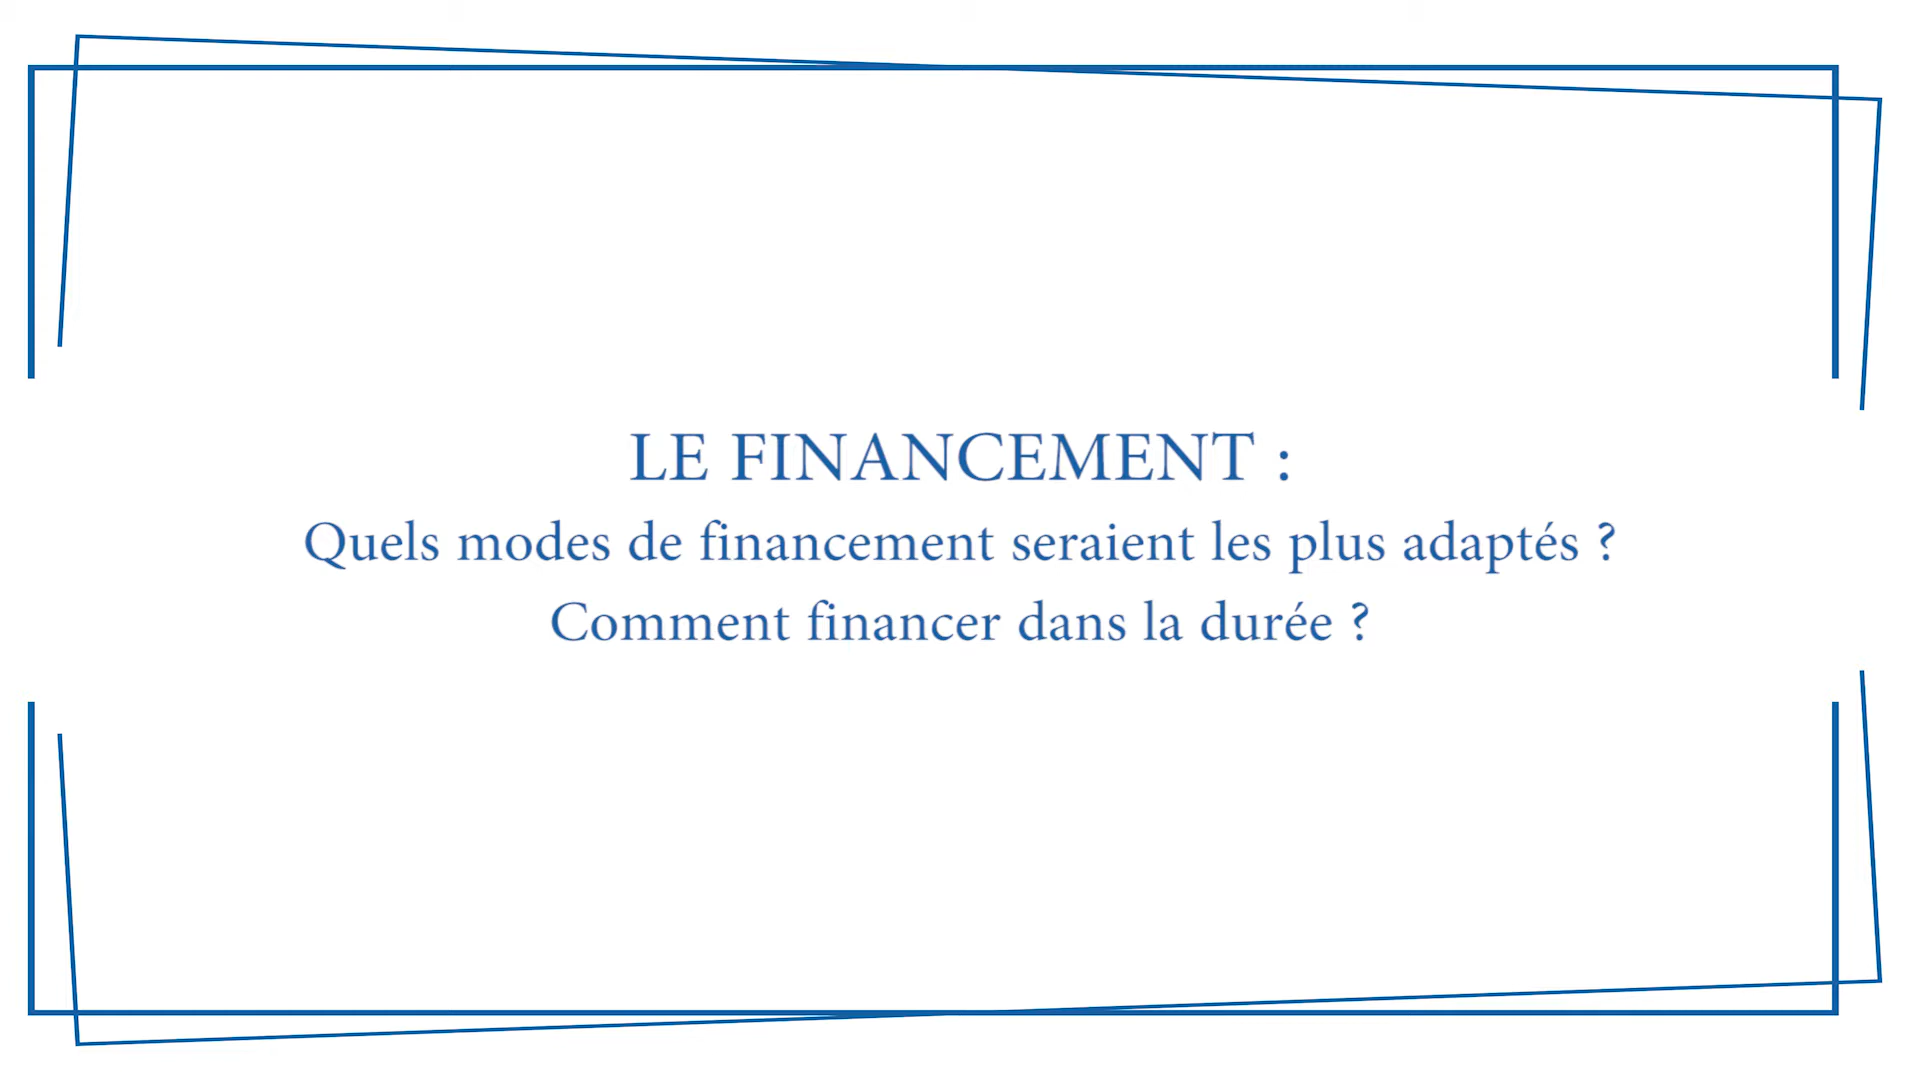 LE FINANCEMENT :
Quels modes de financement seraient les plus adaptés ?
Comment financer dans la durée ?